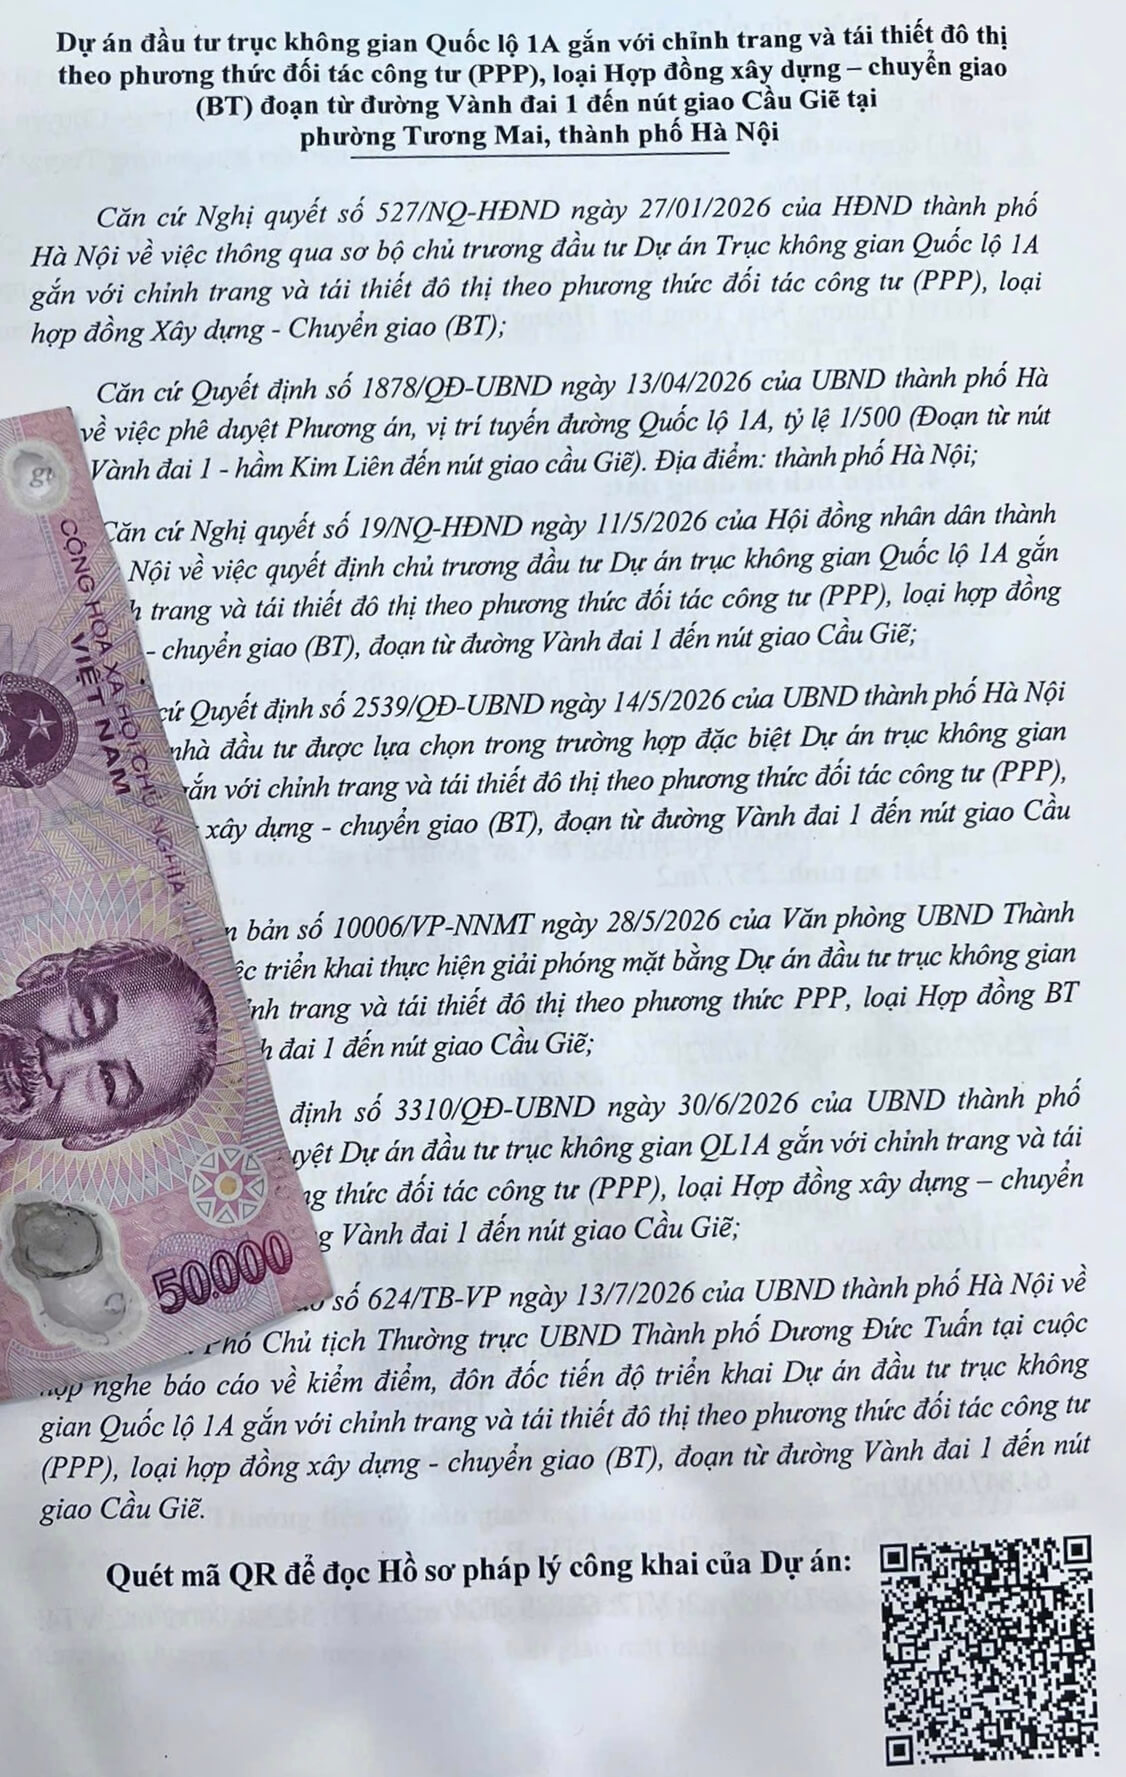 Dự án đầu tư trục không gian Quốc lộ 1A gắn với chỉnh trang và tái thiết đô thị
theo phương thức đối tác công tư (PPP), loại Hợp đồng xây dựng – chuyển giao
(BT) đoạn từ đường Vành đai 1 đến nút giao Cầu Giẽ tại
phường Tương Mai, thành phố Hà Nội
Căn cứ Nghị quyết số 527/NQ-HĐND ngày 27/01/2026 của HĐND thành phố
Hà Nội về việc thông qua sơ bộ chủ trương đầu tư Dự án Trục không gian Quốc lộ 1A
gắn với chỉnh trang và tái thiết đô thị theo phương thức đối tác công tư (PPP), loại
hợp đồng Xây dựng - Chuyển giao (BT);
Căn cứ Quyết định số 1878/QĐ-UBND ngày 13/04/2026 của UBND thành phố Hà
về việc phê duyệt Phương án, vị trí tuyến đường Quốc lộ 1A, tỷ lệ 1/500 (Đoạn từ nút
Vành đai 1 - hầm Kim Liên đến nút giao cầu Giẽ). Địa điểm: thành phố Hà Nội;
Căn cứ Nghị quyết số 19/NQ-HĐND ngày 11/5/2026 của Hội đồng nhân dân thành
Nội về việc quyết định chủ trương đầu tư Dự án trục không gian Quốc lộ 1A gắn
h trang và tái thiết đô thị theo phương thức đối tác công tư (PPP), loại hợp đồng
- chuyển giao (BT), đoạn từ đường Vành đai 1 đến nút giao Cầu Giẽ;
cứ Quyết định số 2539/QĐ-UBND ngày 14/5/2026 của UBND thành phố Hà Nội
nhà đầu tư được lựa chọn trong trường hợp đặc biệt Dự án trục không gian
gắn với chỉnh trang và tái thiết đô thị theo phương thức đối tác công tư (PPP),
xây dựng - chuyển giao (BT), đoạn từ đường Vành đai 1 đến nút giao Cầu
n bản số 10006/VP-NNMT ngày 28/5/2026 của Văn phòng UBND Thành
ệc triển khai thực hiện giải phóng mặt bằng Dự án đầu tư trục không gian
ỉnh trang và tái thiết đô thị theo phương thức PPP, loại Hợp đồng BT
h đai 1 đến nút giao Cầu Giẽ;
định số 3310/QĐ-UBND ngày 30/6/2026 của UBND thành phố
uyệt Dự án đầu tư trục không gian QL1A gắn với chỉnh trang và tái
ng thức đối tác công tư (PPP), loại Hợp đồng xây dựng – chuyển
g Vành đai 1 đến nút giao Cầu Giẽ;
số 624/TB-VP ngày 13/7/2026 của UBND thành phố Hà Nội về
Phó Chủ tịch Thường trực UBND Thành phố Dương Đức Tuấn tại cuộc
họp nghe báo cáo về kiểm điểm, đôn đốc tiến độ triển khai Dự án đầu tư trục không
gian Quốc lộ 1A gắn với chỉnh trang và tái thiết đô thị theo phương thức đối tác công tư
(PPP), loại hợp đồng xây dựng - chuyển giao (BT), đoạn từ đường Vành đai 1 đến nút
giao Cầu Giẽ.
Quét mã QR để đọc Hồ sơ pháp lý công khai của Dự án:
CỘNG HÒA XÃ HỘI CHỦ NGHĨA
VIỆT NAM
50.000